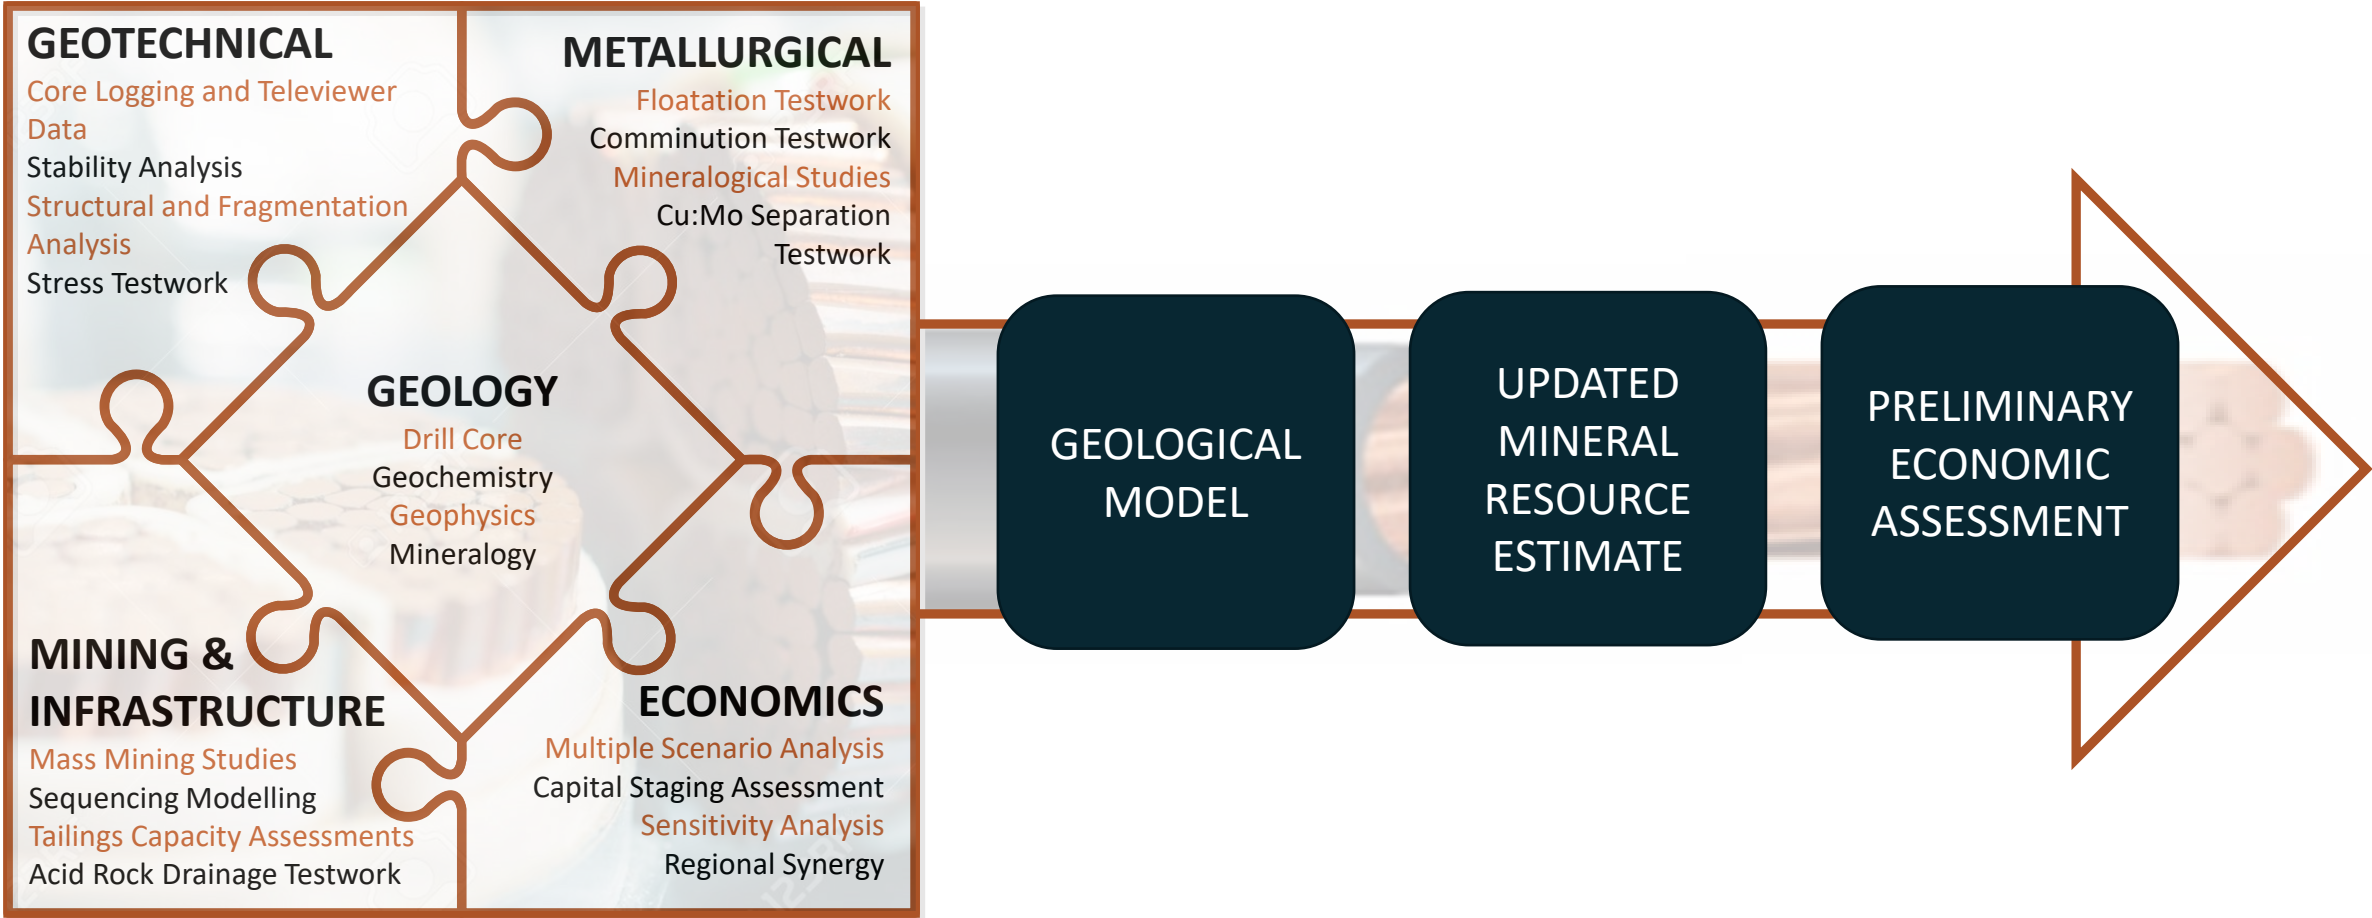 GEOTECHNICAL
Core Logging and Televiewer
Data
Stability Analysis
Structural and Fragmentation
Analysis
Stress Testwork
METALLURGICAL
Floatation Testwork
Comminution Testwork
Mineralogical Studies
Cu:Mo Separation
Testwork
GEOLOGY
Drill Core
Geochemistry
Geophysics
Mineralogy
MINING &
INFRASTRUCTURE
Mass Mining Studies
Sequencing Modelling
Tailings Capacity Assessments
Acid Rock Drainage Testwork
ECONOMICS
Multiple Scenario Analysis
Capital Staging Assessment
Sensitivity Analysis
Regional Synergy
GEOLOGICAL
MODEL
UPDATED
MINERAL
RESOURCE
ESTIMATE
PRELIMINARY
ECONOMIC
ASSESSMENT